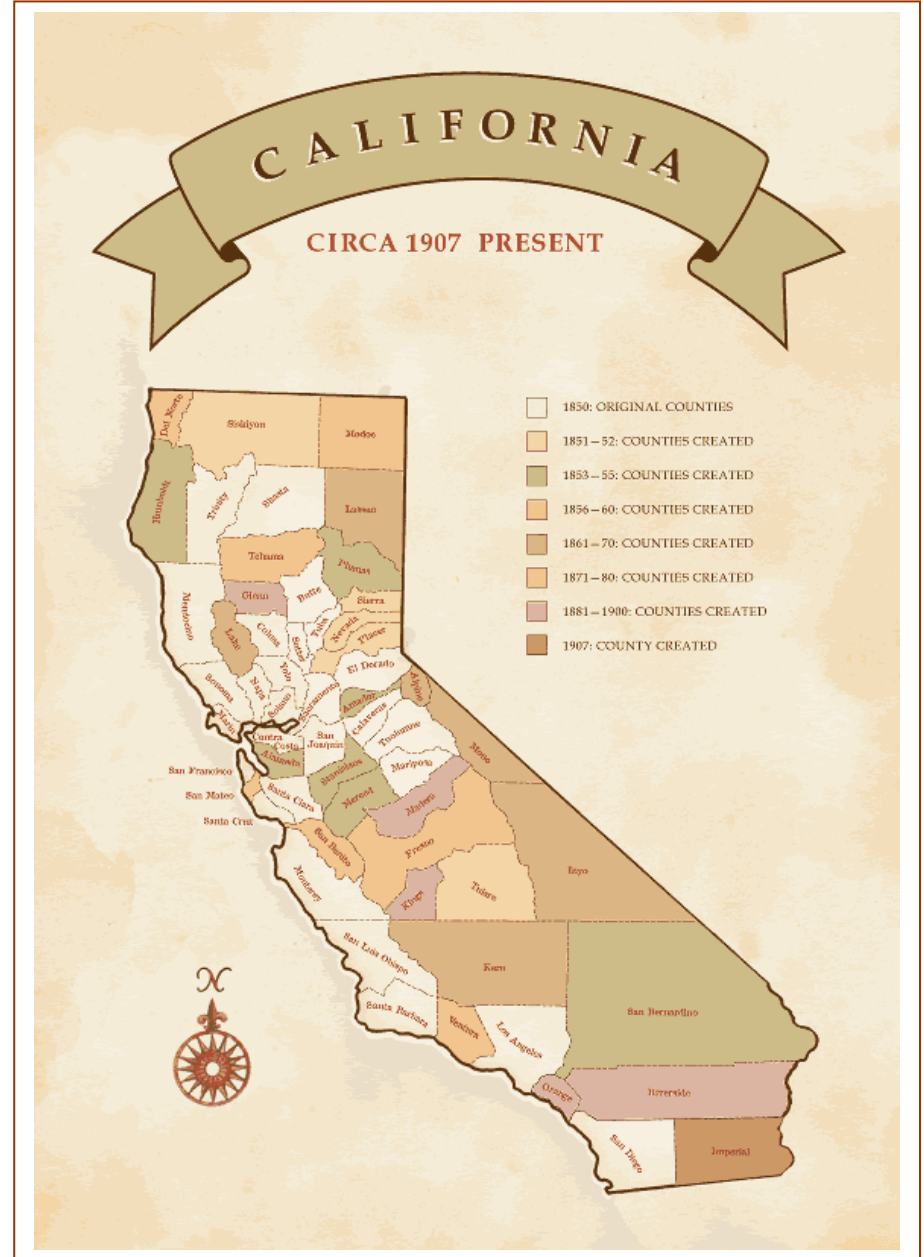 CALIFORNIA
CIRCA 1907 PRESENT
1850: ORIGINAL COUNTIES
1851–52: COUNTIES CREATED
1853–55: COUNTIES CREATED
1856–60: COUNTIES CREATED
1861–70: COUNTIES CREATED
1871–80: COUNTIES CREATED
1881–1900: COUNTIES CREATED
1907: COUNTY CREATED
Del Norte
Siskiyou
Modoc
Humboldt
Trinity
Shasta
Lassen
Tehama
Plumas
Mendocino
Glenn
Butte
Sierra
Lake
Colusa
Sutter
Yuba
Nevada
Placer
Sonoma
Napa
Yolo
Solano
Sacramento
El Dorado
Amador
Alpine
Marin
Contra
Costa
San
Joaquin
Calaveras
Tuolumne
Mono
Alameda
Stanislaus
Mariposa
San Francisco
San Mateo
Santa Cruz
Santa Clara
Merced
Madera
San Benito
Fresno
Monterey
Kings
Tulare
Inyo
San Luis Obispo
Kern
San Bernardino
Santa Barbara
Ventura
Los Angeles
Orange
Riverside
San Diego
Imperial
N